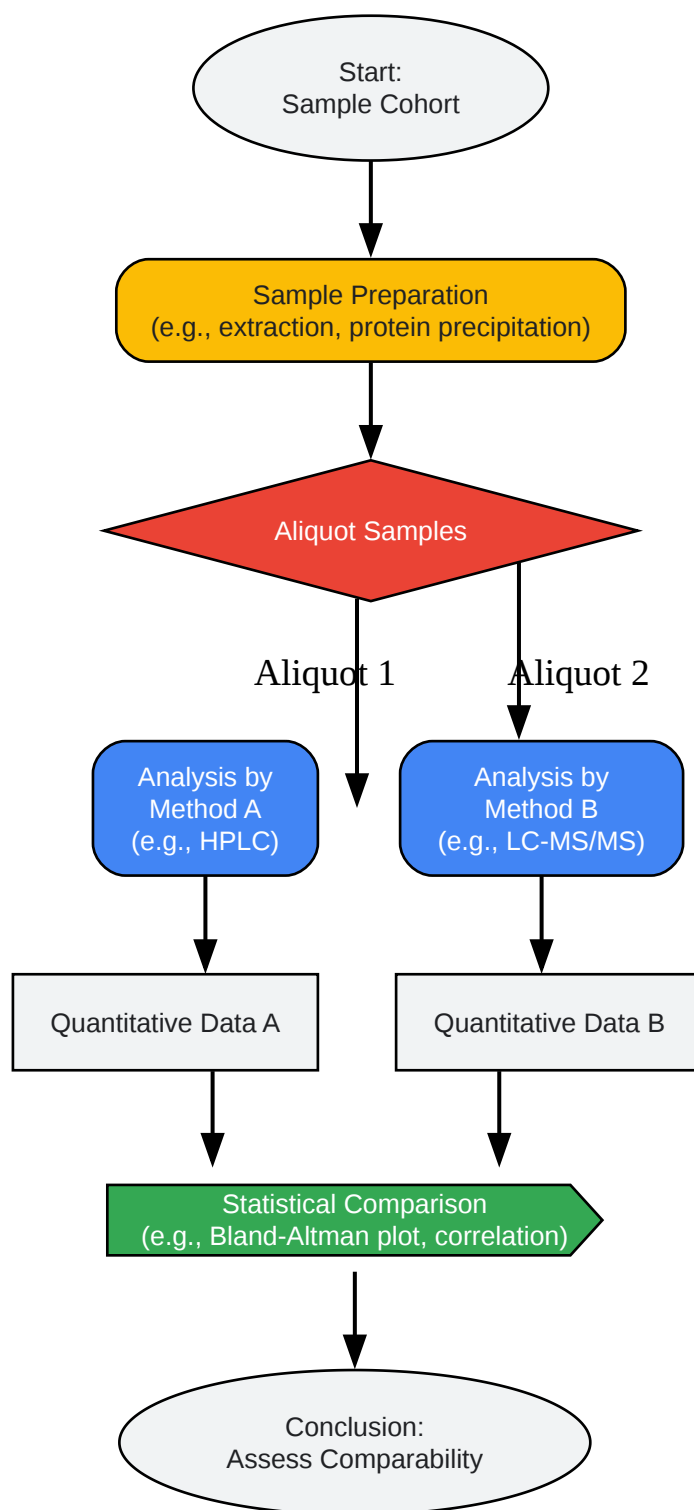 Start:
Sample Cohort
Sample Preparation
(e.g., extraction, protein precipitation)
Aliquot Samples
Aliquot 1
Aliquot 2
Analysis by
Method A
(e.g., HPLC)
Analysis by
Method B
(e.g., LC-MS/MS)
Quantitative Data A
Quantitative Data B
Statistical Comparison
(e.g., Bland-Altman plot, correlation)
Conclusion:
Assess Comparability